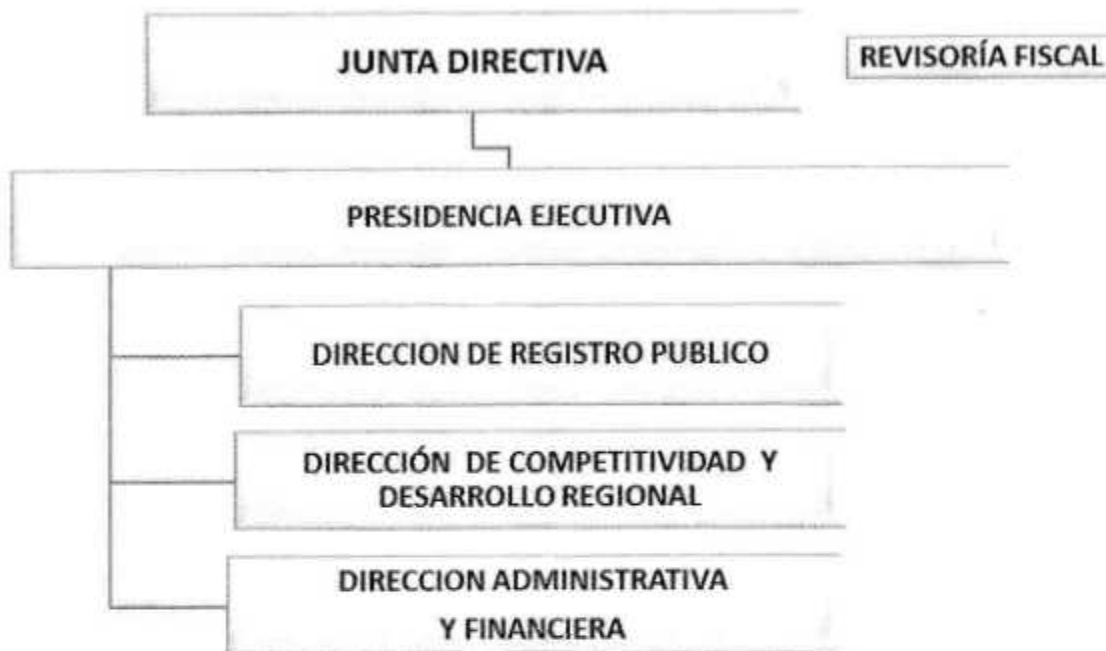 JUNTA DIRECTIVA
REVISORÍA FISCAL
PRESIDENCIA EJECUTIVA
DIRECCION DE REGISTRO PUBLICO
DIRECCIÓN DE COMPETITIVIDAD Y
DESARROLLO REGIONAL
DIRECCION ADMINISTRATIVA
Y FINANCIERA